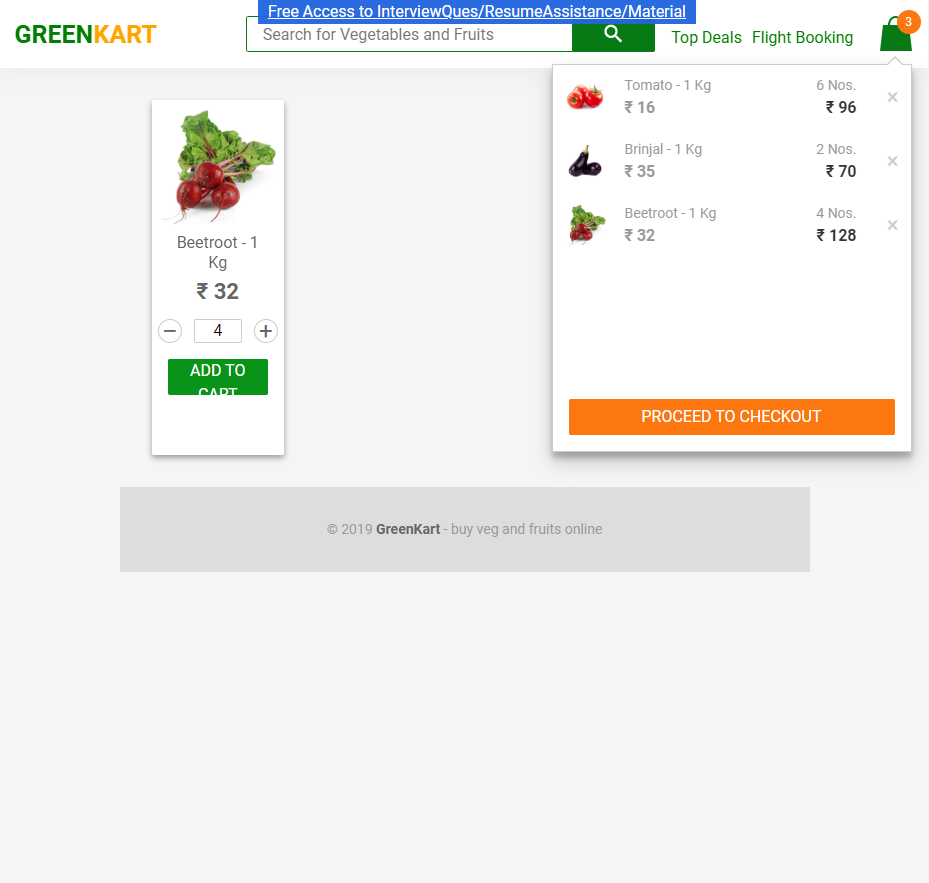 Free Access to InterviewQues/ResumeAssistance/Material
GREENKART
Search for Vegetables and Fruits
Top Deals Flight Booking
3
Tomato - 1 Kg 6 Nos.
₹ 16 ₹ 96 ×
Brinjal - 1 Kg 2 Nos.
₹ 35 ₹ 70 ×
Beetroot - 1 Kg 4 Nos.
₹ 32 ₹ 128 ×
PROCEED TO CHECKOUT
Beetroot - 1
Kg
₹ 32
– 4 +
ADD TO
CART
© 2019 GreenKart - buy veg and fruits online